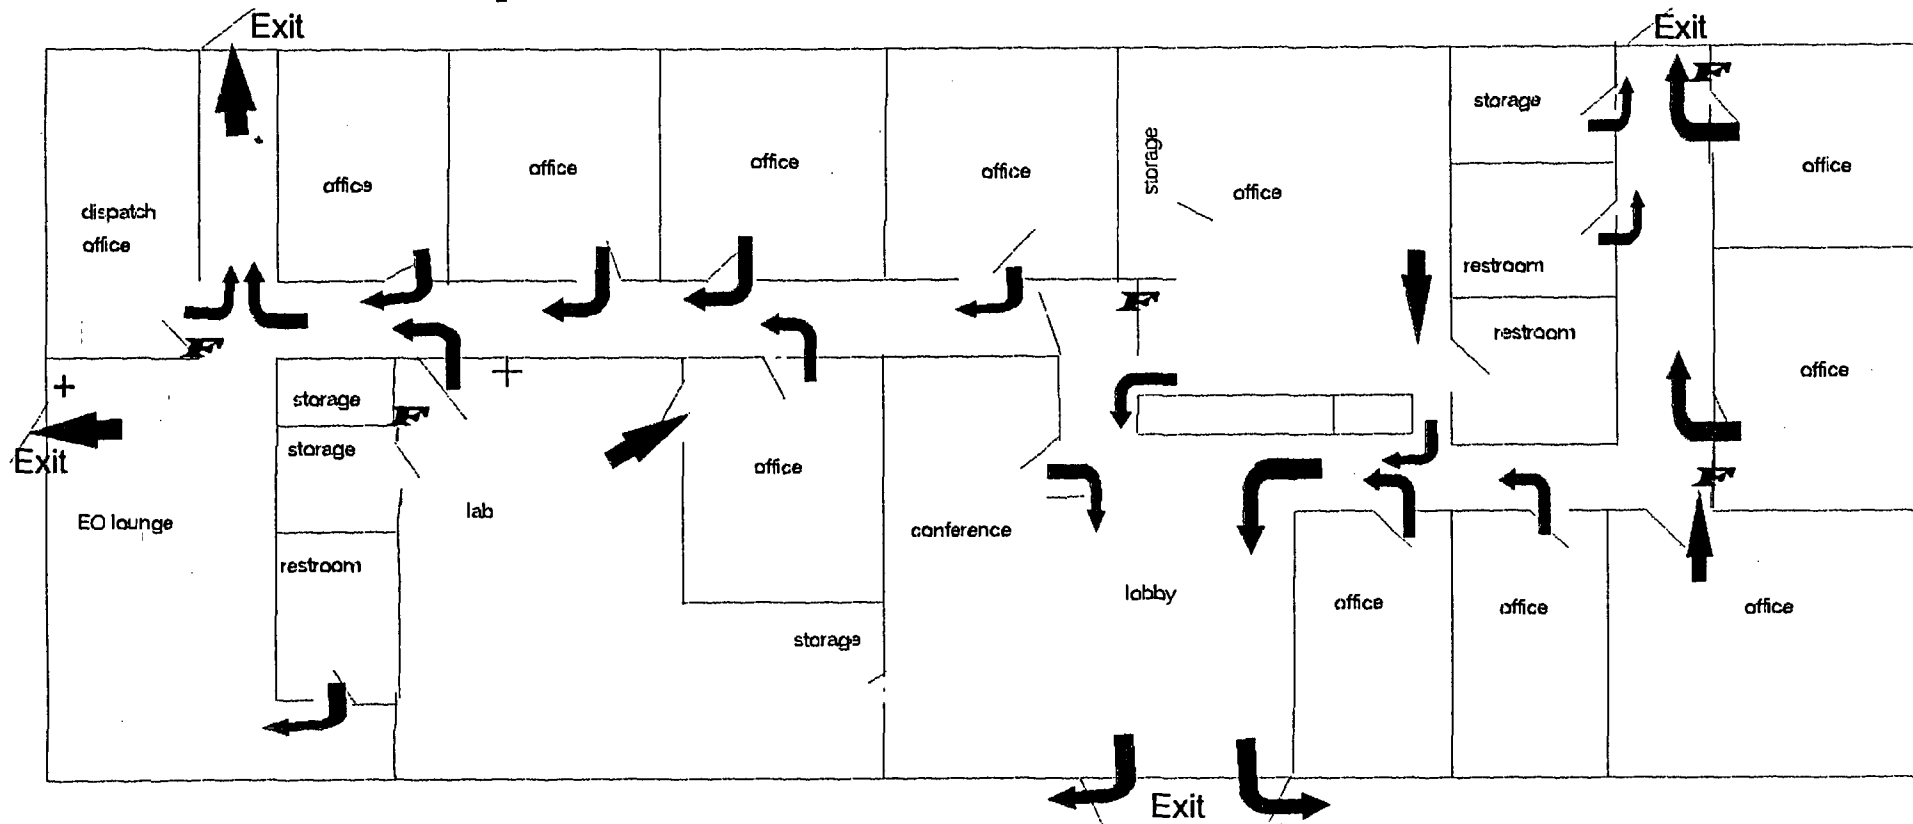 Exit
Exit
storage
office
office
office
office
storage
office
office
dispatch
office
restroom
restroom
F
F
F
office
storage
F
storage
office
Exit
EO lounge
lab
conference
F
restroom
lobby
office
office
office
storage
Exit